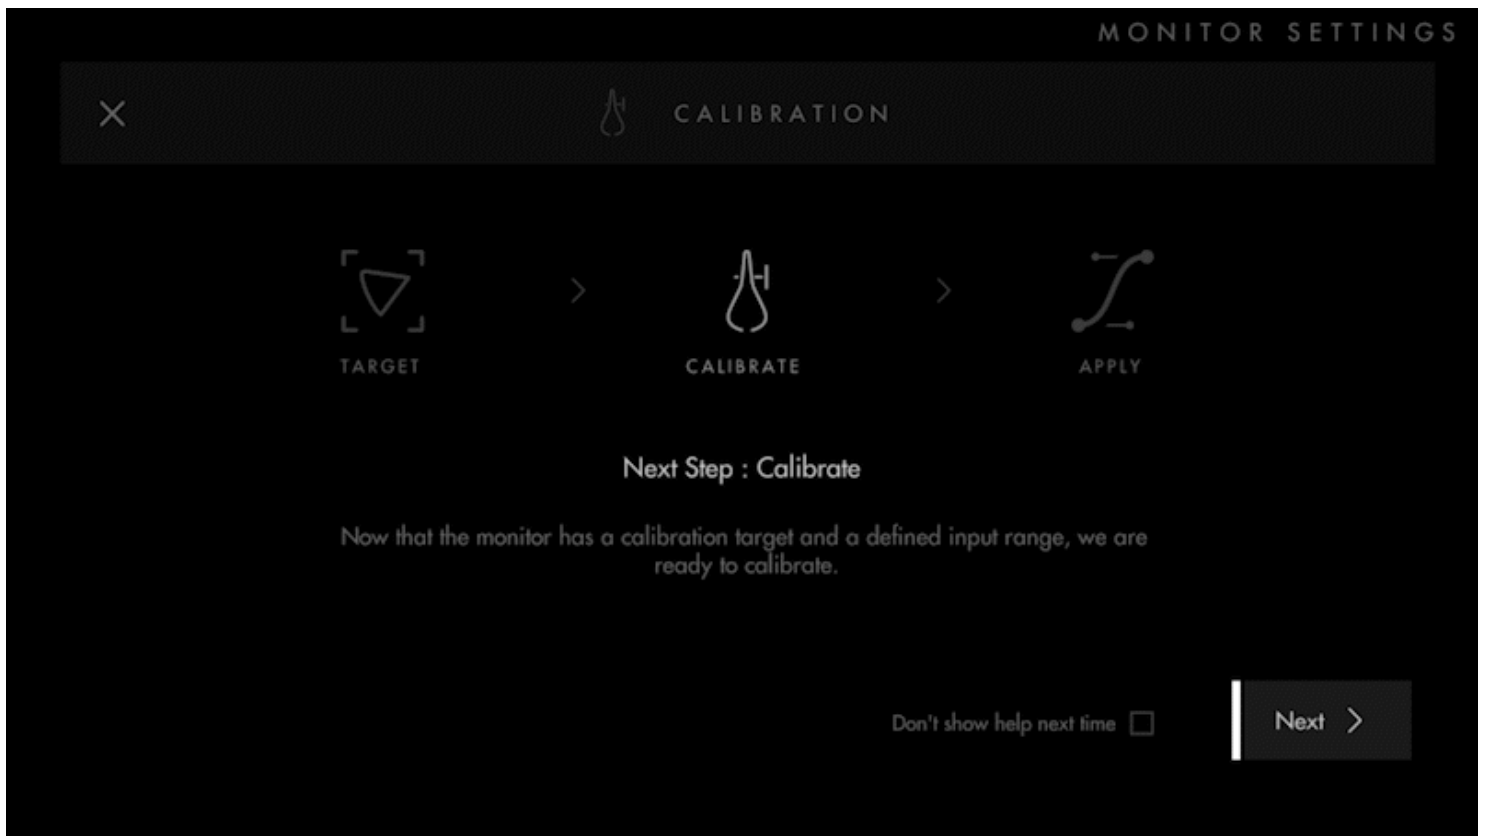 MONITOR SETTINGS
CALIBRATION
TARGET
CALIBRATE
APPLY
Next Step : Calibrate
Now that the monitor has a calibration target and a defined input range, we are
ready to calibrate.
Don't show help next time
Next